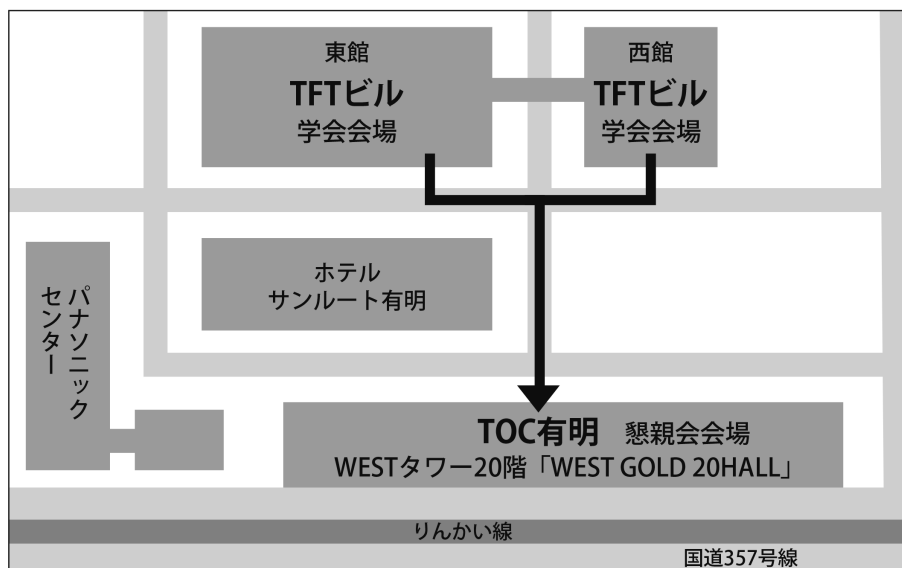 東館
TFTビル
学会会場
西館
TFTビル
学会会場
ホテル
サンルート有明
パナソニック
センター
TOC有明 懇親会会場
WESTタワー20階「WEST GOLD 20HALL」
りんかい線
国道357号線